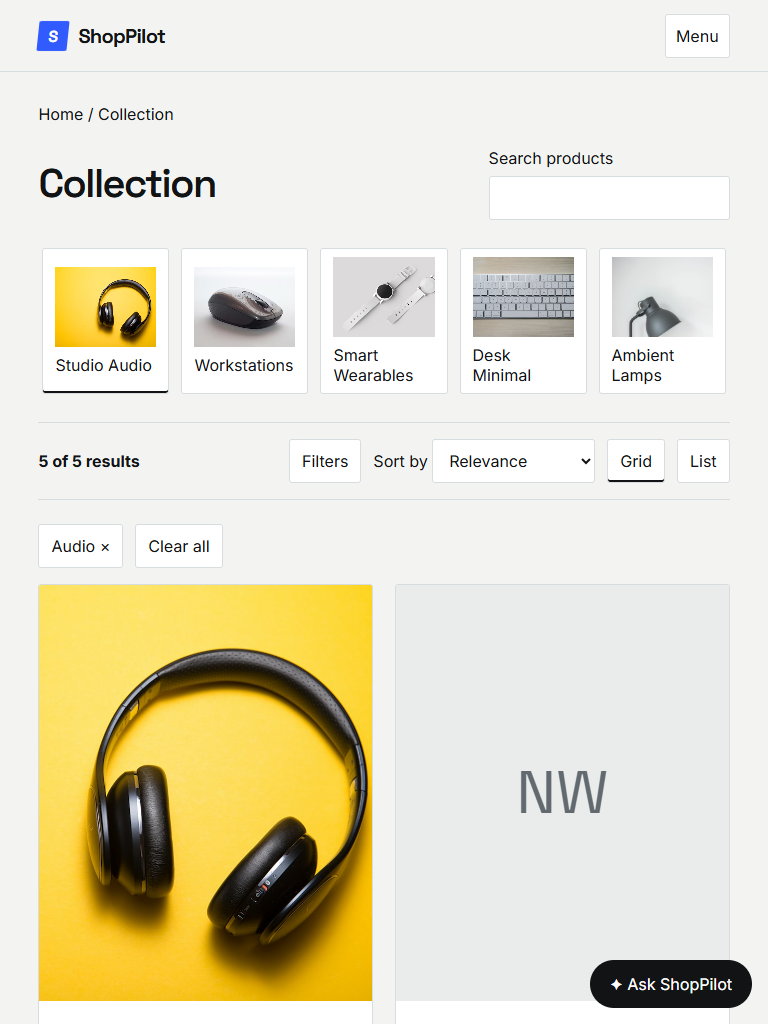 S ShopPilot
Menu
Home / Collection
Collection
Search products
Studio Audio
Workstations
Smart
Wearables
Desk
Minimal
Ambient
Lamps
5 of 5 results
Filters
Sort by
Relevance
Grid
List
Audio ×
Clear all
NW
✦ Ask ShopPilot